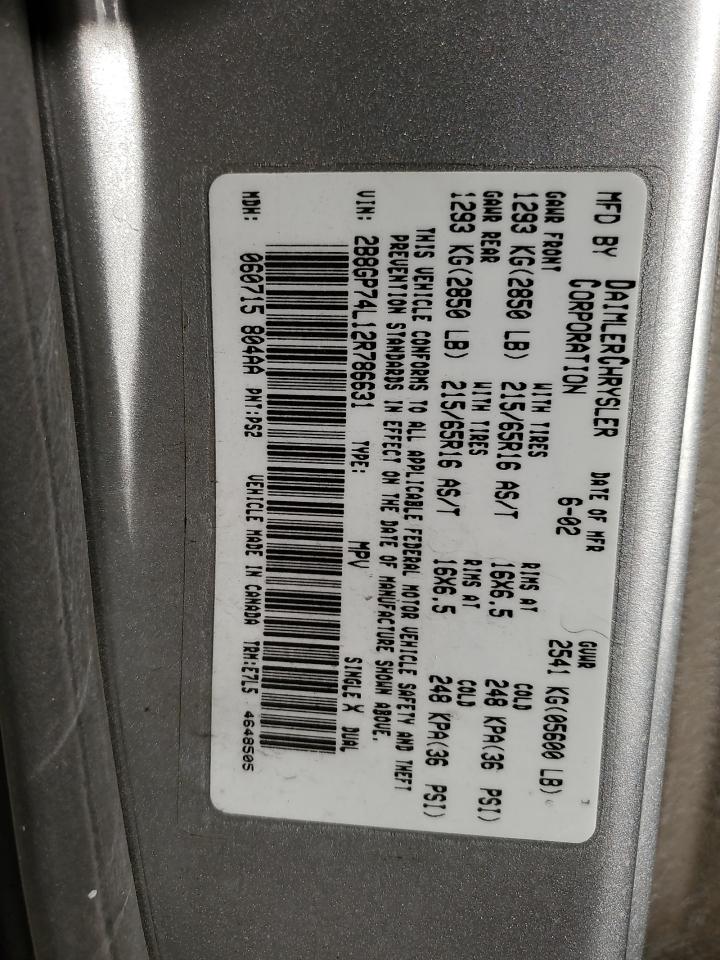 MFD BY DAIMLERCHRYSLER CORPORATION
DATE OF MFR 6-02
GVWR 2541 KG(05600 LB)
GAWR FRONT WITH TIRES RIMS AT COLD
1293 KG(2850 LB) 215/65R16 AS/T 16X6.5 248 KPA(36 PSI)
GAWR REAR WITH TIRES RIMS AT COLD
1293 KG(2850 LB) 215/65R16 AS/T 16X6.5 248 KPA(36 PSI)
THIS VEHICLE CONFORMS TO ALL APPLICABLE FEDERAL MOTOR VEHICLE SAFETY AND THEFT
PREVENTION STANDARDS IN EFFECT ON THE DATE OF MANUFACTURE SHOWN ABOVE.
VIN: 2B8GP74L12R786631 TYPE: MPV SINGLE X DUAL
MDH: 060715 804AA PNT:PS2 VEHICLE MADE IN CANADA TRM:E7L5 4648505